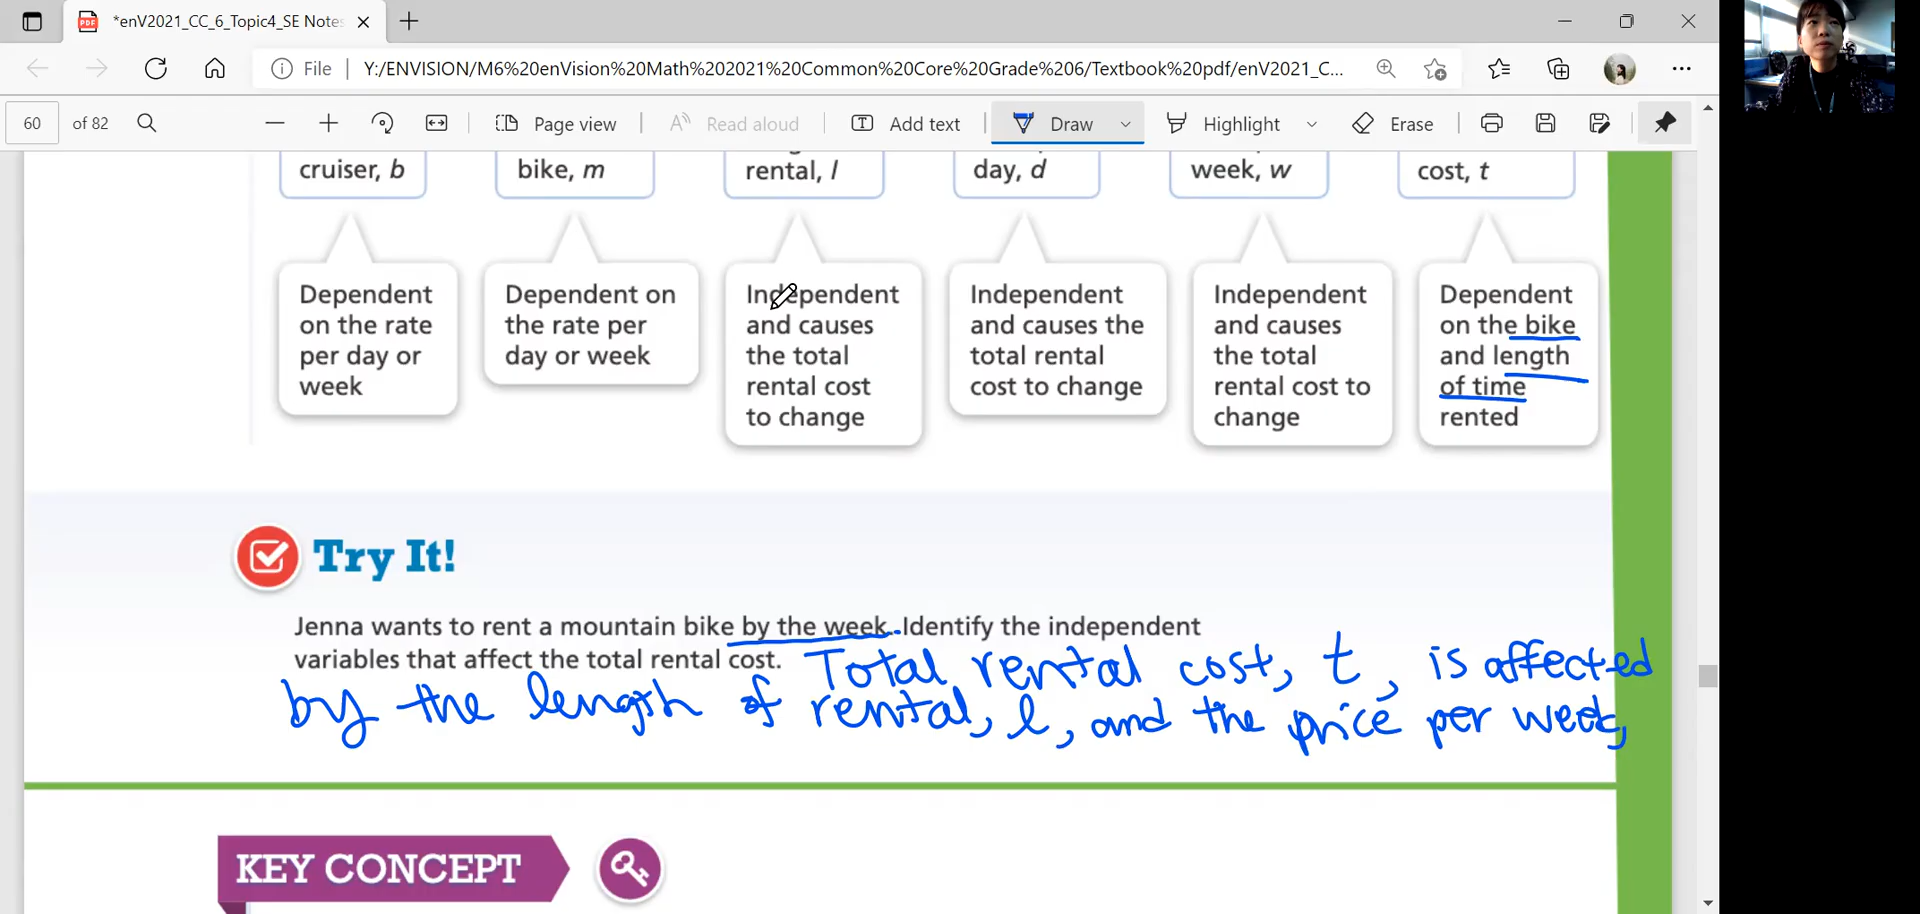 *enV2021_CC_6_Topic4_SE Notes
File
Y:/ENVISION/M6%20enVision%20Math%202021%20Common%20Core%20Grade%206/Textbook%20pdf/enV2021_C...
60 of 82
Page view
Read aloud
Add text
Draw
Highlight
Erase
cruiser, b
bike, m
rental, l
day, d
week, w
cost, t
Dependent
on the rate
per day or
week
Dependent on
the rate per
day or week
Independent
and causes
the total
rental cost
to change
Independent
and causes the
total rental
cost to change
Independent
and causes
the total
rental cost to
change
Dependent
on the bike
and length
of time
rented
Try It!
Jenna wants to rent a mountain bike by the week. Identify the independent
variables that affect the total rental cost. Total rental cost, t, is affected
by the length of rental, l, and the price per week,
KEY CONCEPT